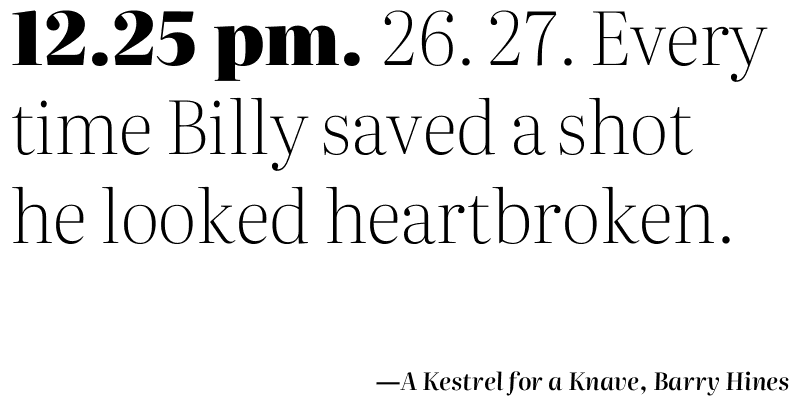 12.25 pm. 26. 27. Every
time Billy saved a shot
he looked heartbroken.
—A Kestrel for a Knave, Barry Hines